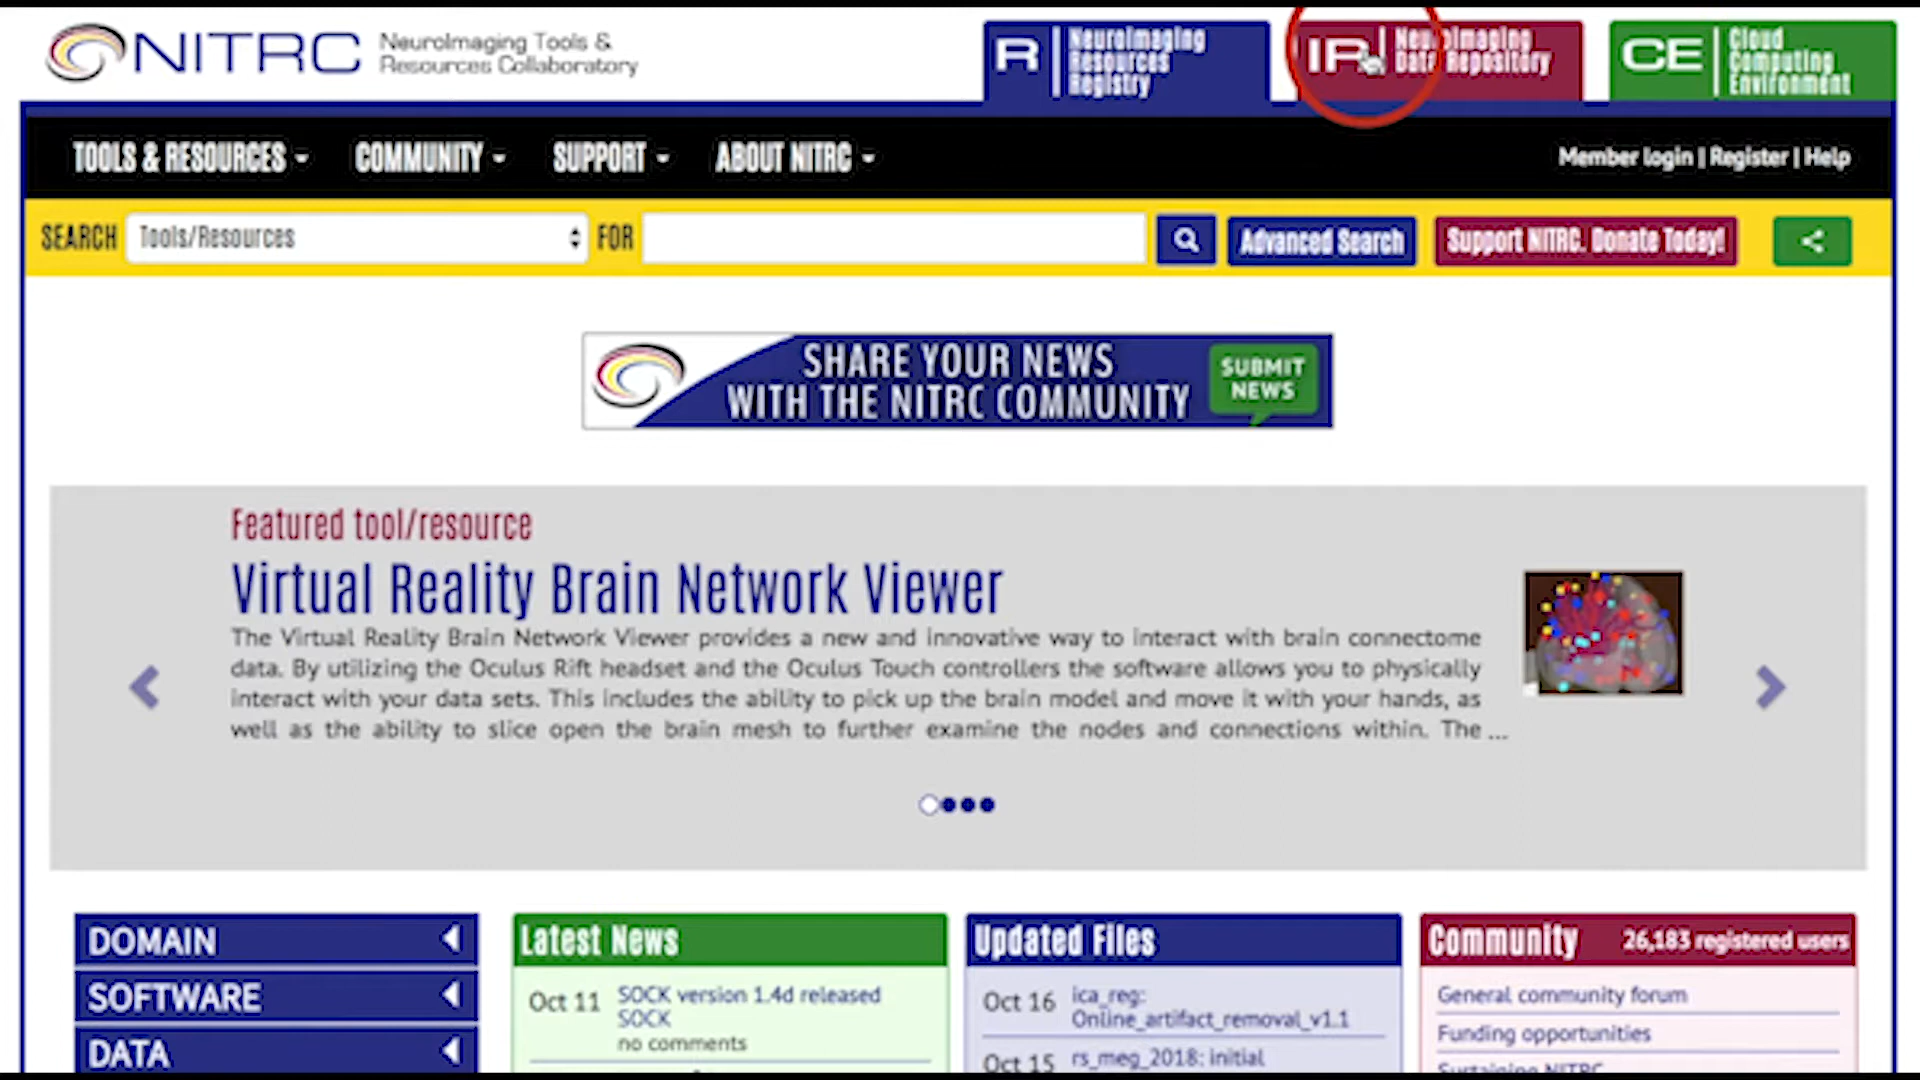 NITRC
NeuroImaging Tools &
Resources Collaboratory
R
NeuroImaging
Resources
Registry
IR
NeuroImaging
Data Repository
CE
Cloud
Computing
Environment
TOOLS & RESOURCES
COMMUNITY
SUPPORT
ABOUT NITRC
Member login | Register | Help
SEARCH
Tools/Resources
FOR
Advanced Search
Support NITRC. Donate Today!
SHARE YOUR NEWS
WITH THE NITRC COMMUNITY
SUBMIT
NEWS
Featured tool/resource
Virtual Reality Brain Network Viewer
The Virtual Reality Brain Network Viewer provides a new and innovative way to interact with brain connectome
data. By utilizing the Oculus Rift headset and the Oculus Touch controllers the software allows you to physically
interact with your data sets. This includes the ability to pick up the brain model and move it with your hands, as
well as the ability to slice open the brain mesh to further examine the nodes and connections within. The ...
DOMAIN
SOFTWARE
DATA
Latest News
Oct 11
SOCK version 1.4d released
SOCK
no comments
Updated Files
Oct 16
ica_reg:
Online_artifact_removal_v1.1
Oct 15
rs_meg_2018: initial
Community
26,183 registered users
General community forum
Funding opportunities
Sustaining NITRC